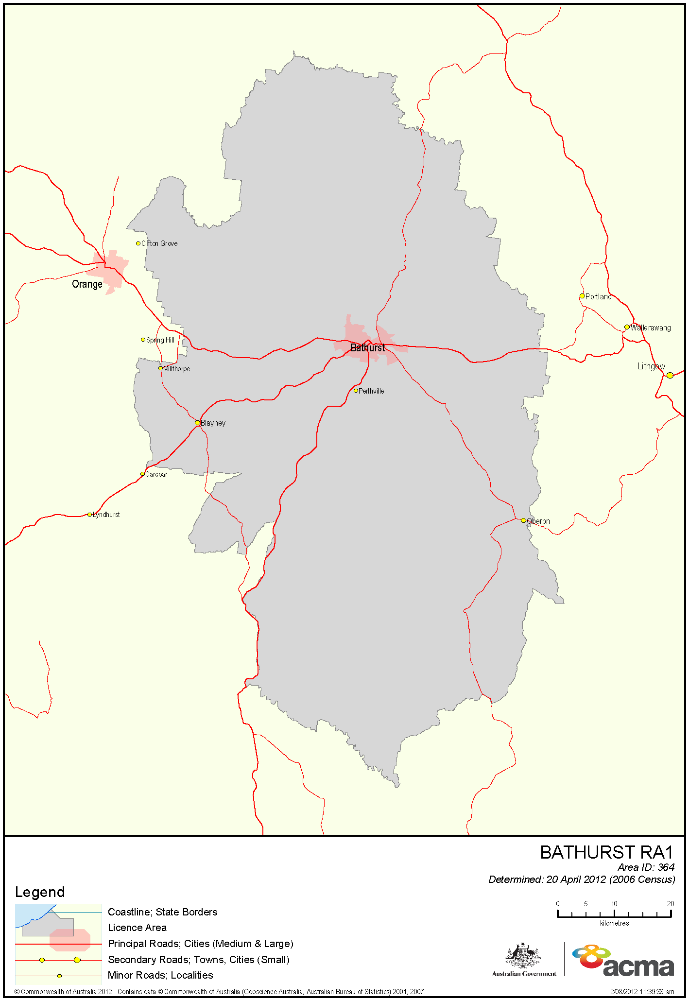 Clifton Grove
Orange
Portland
Wallerawang
Spring Hill
Bathurst
Millthorpe
Lithgow
Perthville
Blayney
Carcoar
Lyndhurst
Oberon
BATHURST RA1
Area ID: 364
Determined: 20 April 2012 (2006 Census)
Legend
Coastline; State Borders
Licence Area
Principal Roads; Cities (Medium & Large)
Secondary Roads; Towns, Cities (Small)
Minor Roads; Localities
0 5 10 20
kilometres
Australian Government
acma
© Commonwealth of Australia 2012. Contains data © Commonwealth of Australia (Geoscience Australia, Australian Bureau of Statistics) 2001, 2007.
2/08/2012 11:39:33 am